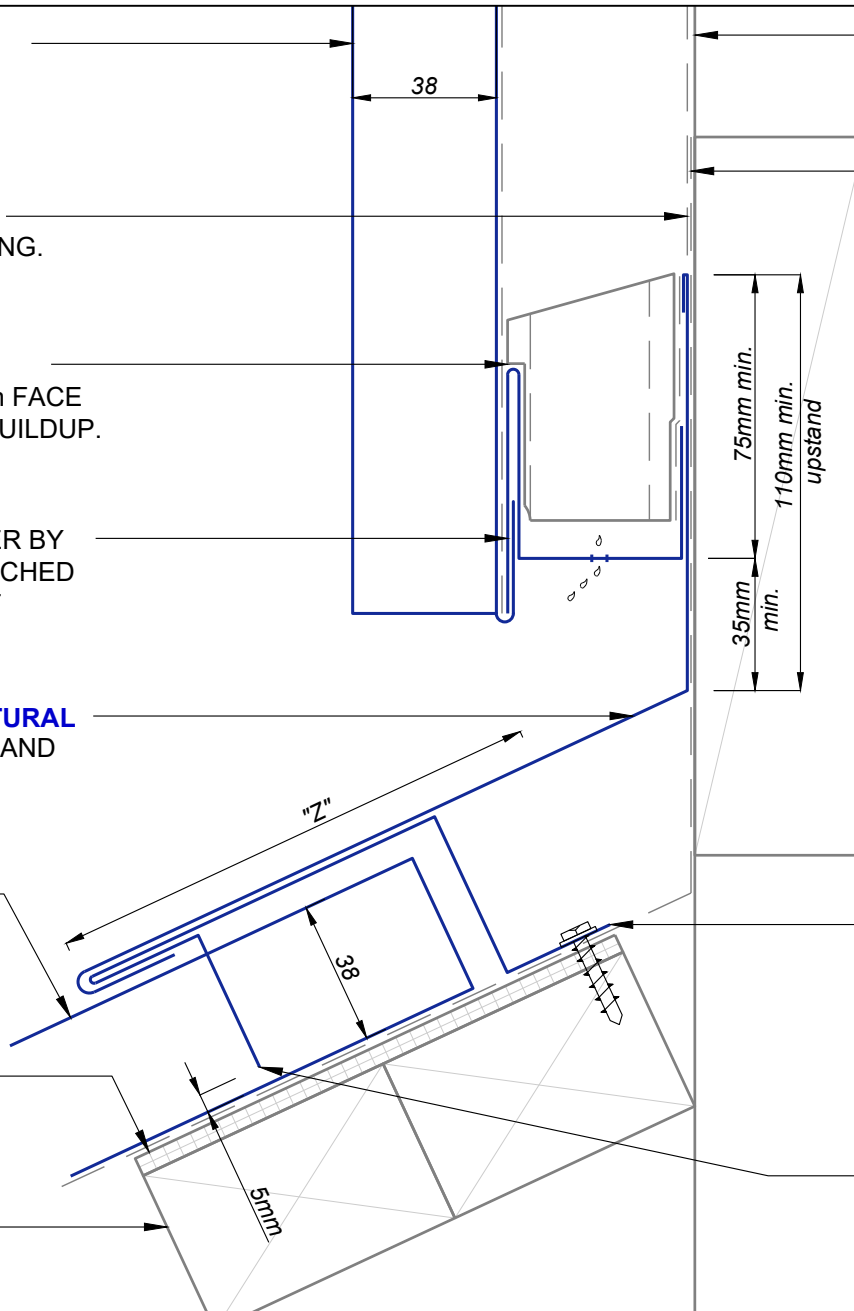 38
NG.
FACE
UILDUP.
75mm min.
110mm min.
upstand
ER BY
CHED
35mm
min.
TURAL
AND
"Z"
38
5mm